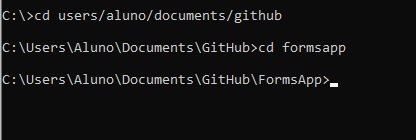 C:\>cd users/aluno/documents/github
C:\Users\Aluno\Documents\GitHub>cd formsapp
C:\Users\Aluno\Documents\GitHub\FormsApp>